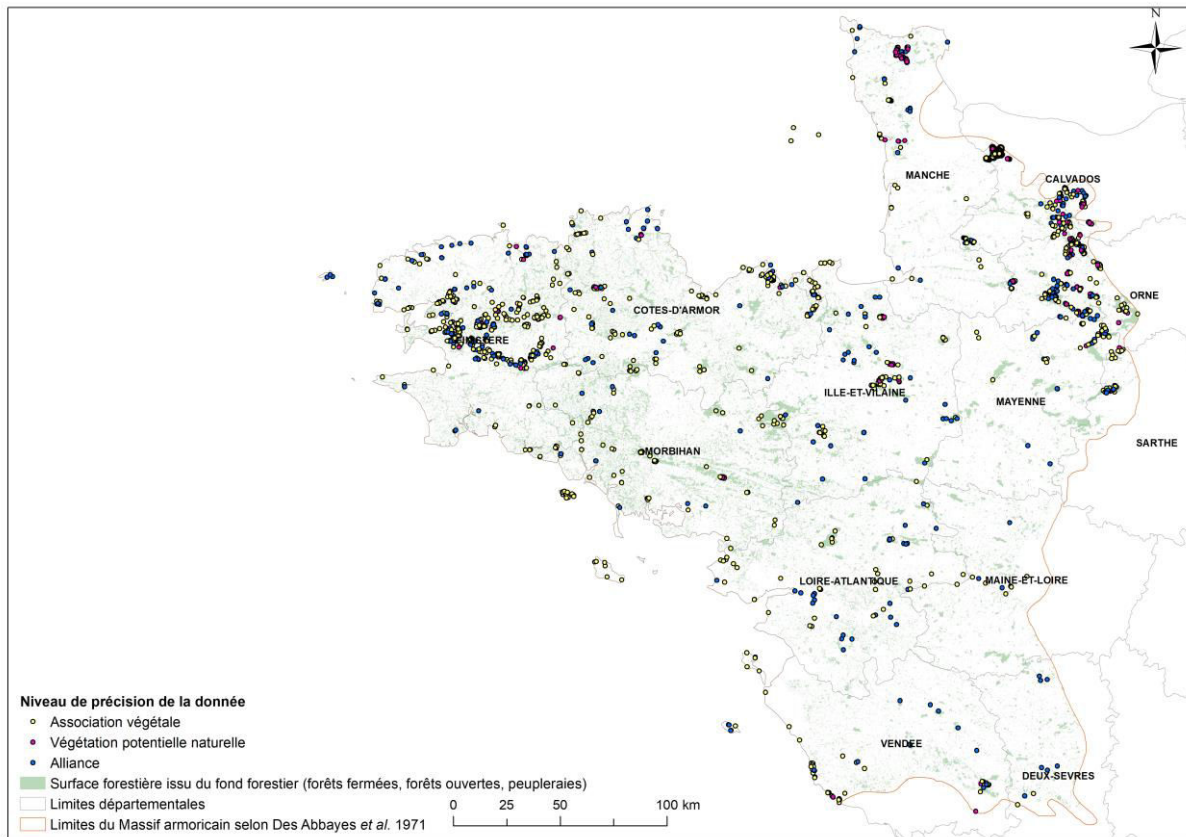 N
MANCHE
CALVADOS
ORNE
COTES-D'ARMOR
FINISTERE
ILLE-ET-VILAINE
MAYENNE
SARTHE
MORBIHAN
LOIRE-ATLANTIQUE
MAINE-ET-LOIRE
VENDEE
DEUX-SEVRES
Niveau de précision de la donnée
Association végétale
Végétation potentielle naturelle
Alliance
Surface forestière issu du fond forestier (forêts fermées, forêts ouvertes, peupleraies)
Limites départementales
Limites du Massif armoricain selon Des Abbayes et al. 1971
0 25 50 100 km